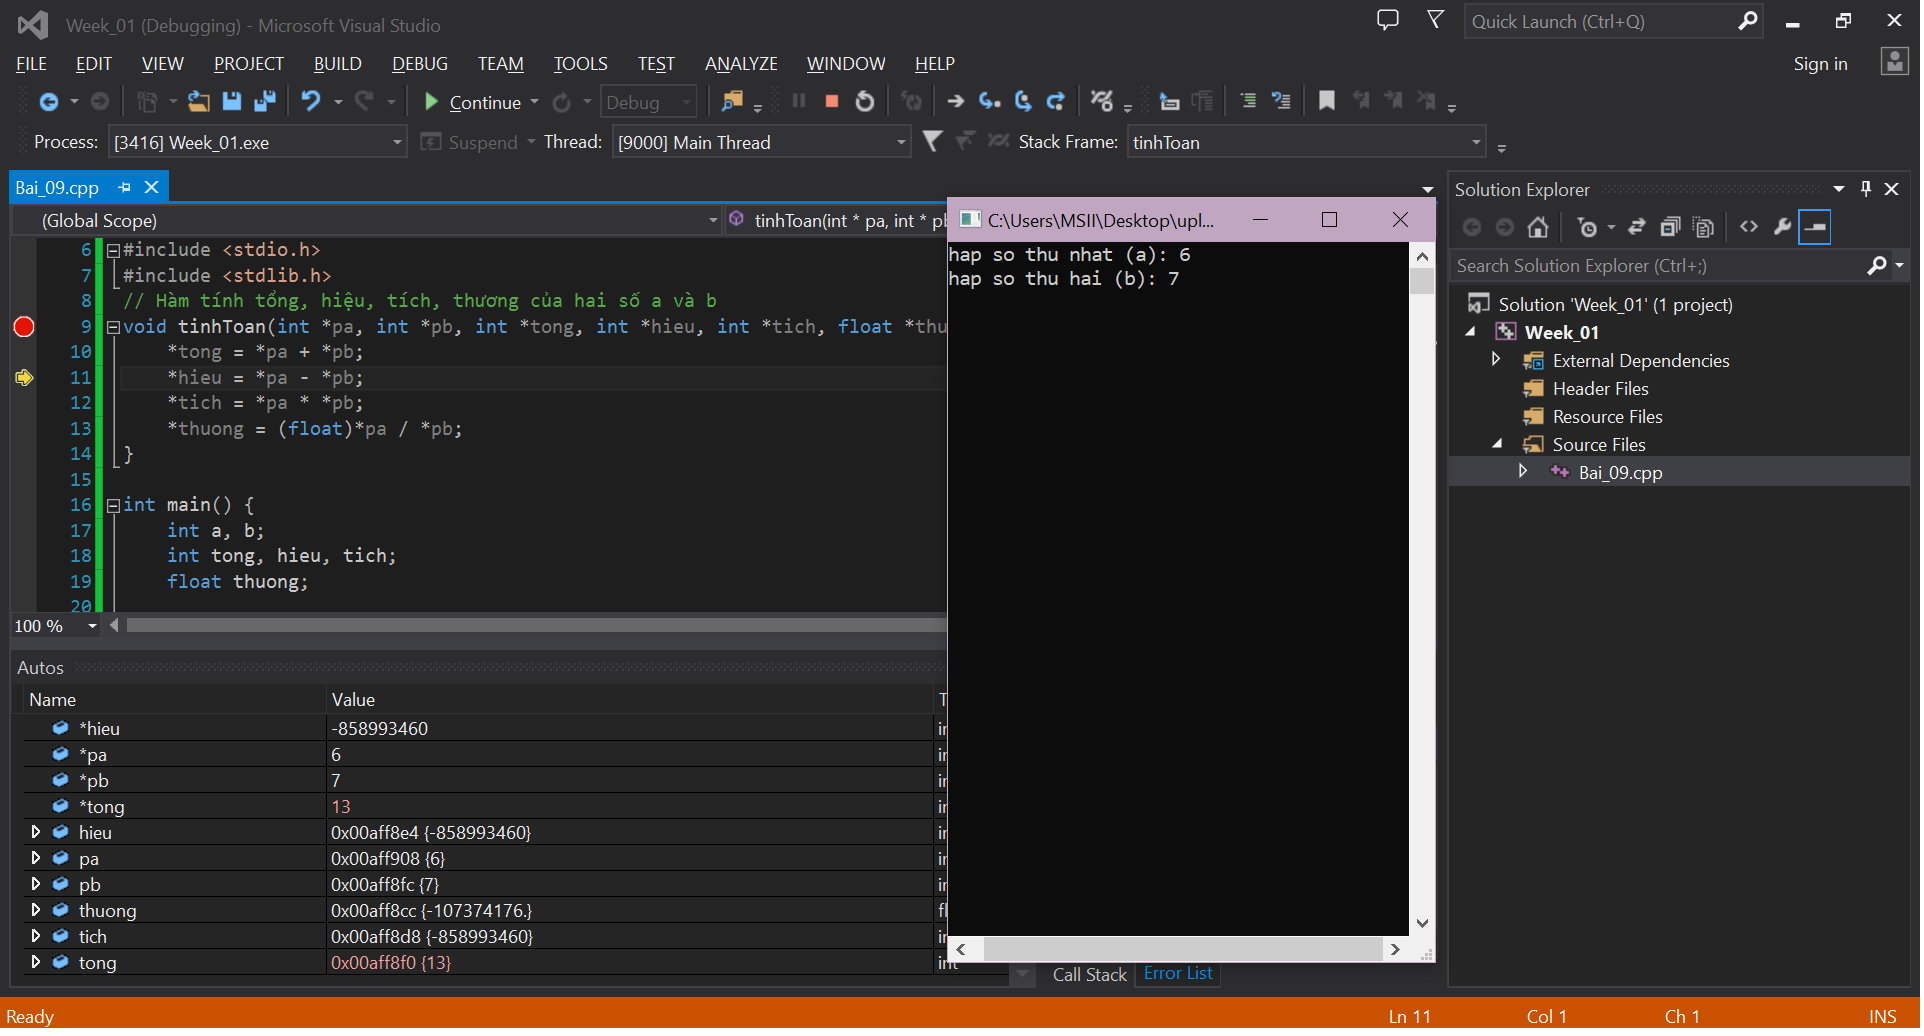 Week_01 (Debugging) - Microsoft Visual Studio
Quick Launch (Ctrl+Q)
FILE EDIT VIEW PROJECT BUILD DEBUG TEAM TOOLS TEST ANALYZE WINDOW HELP
Sign in
Continue
Debug
Process: [3416] Week_01.exe Suspend Thread: [9000] Main Thread Stack Frame: tinhToan
Bai_09.cpp
(Global Scope) tinhToan(int * pa, int * pb
6 #include <stdio.h>
7 #include <stdlib.h>
8 // Hàm tính tổng, hiệu, tích, thương của hai số a và b
9 void tinhToan(int *pa, int *pb, int *tong, int *hieu, int *tich, float *thu
10 *tong = *pa + *pb;
11 *hieu = *pa - *pb;
12 *tich = *pa * *pb;
13 *thuong = (float)*pa / *pb;
14 }
15
16 int main() {
17 int a, b;
18 int tong, hieu, tich;
19 float thuong;
20
100 %
Autos
Name Value T
*hieu -858993460 in
*pa 6 in
*pb 7 in
*tong 13 in
hieu 0x00aff8e4 {-858993460} in
pa 0x00aff908 {6} in
pb 0x00aff8fc {7} in
thuong 0x00aff8cc {-107374176.} fl
tich 0x00aff8d8 {-858993460} in
tong 0x00aff8f0 {13} int
C:\Users\MSII\Desktop\upl...
hap so thu nhat (a): 6
hap so thu hai (b): 7
Call Stack Error List
Solution Explorer
Search Solution Explorer (Ctrl+;)
Solution 'Week_01' (1 project)
Week_01
External Dependencies
Header Files
Resource Files
Source Files
Bai_09.cpp
Ready Ln 11 Col 1 Ch 1 INS